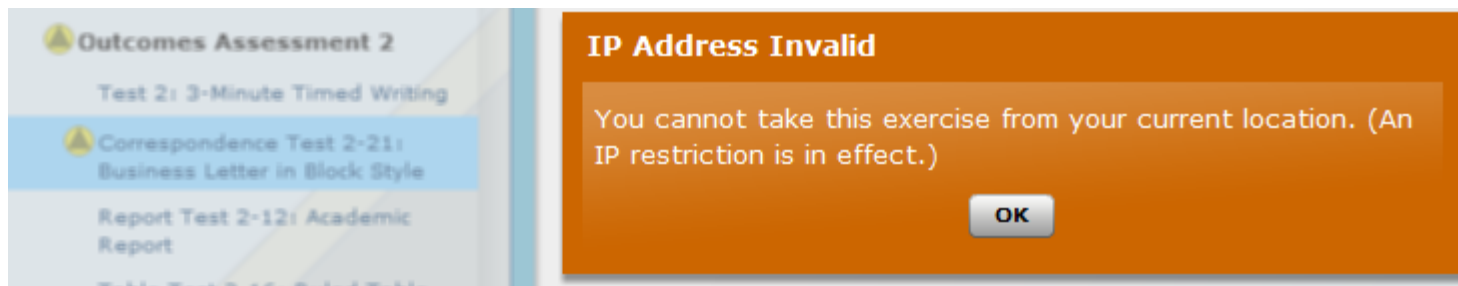 Outcomes Assessment 2
Test 2: 3-Minute Timed Writing
Correspondence Test 2-21:
Business Letter in Block Style
Report Test 2-12: Academic
Report
IP Address Invalid
You cannot take this exercise from your current location. (An
IP restriction is in effect.)
OK